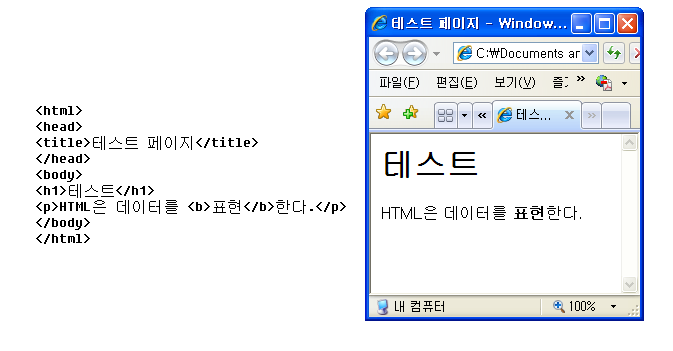 <html>
<head>
<title>테스트 페이지</title>
</head>
<body>
<h1>테스트</h1>
<p>HTML은 데이터를 <b>표현</b>한다.</p>
</body>
</html>
테스트 페이지 - Window...
C:₩Documents ar
파일(F) 편집(E) 보기(V) 즐 »
« 테스... X »
테스트
HTML은 데이터를 표현한다.
내 컴퓨터 100%